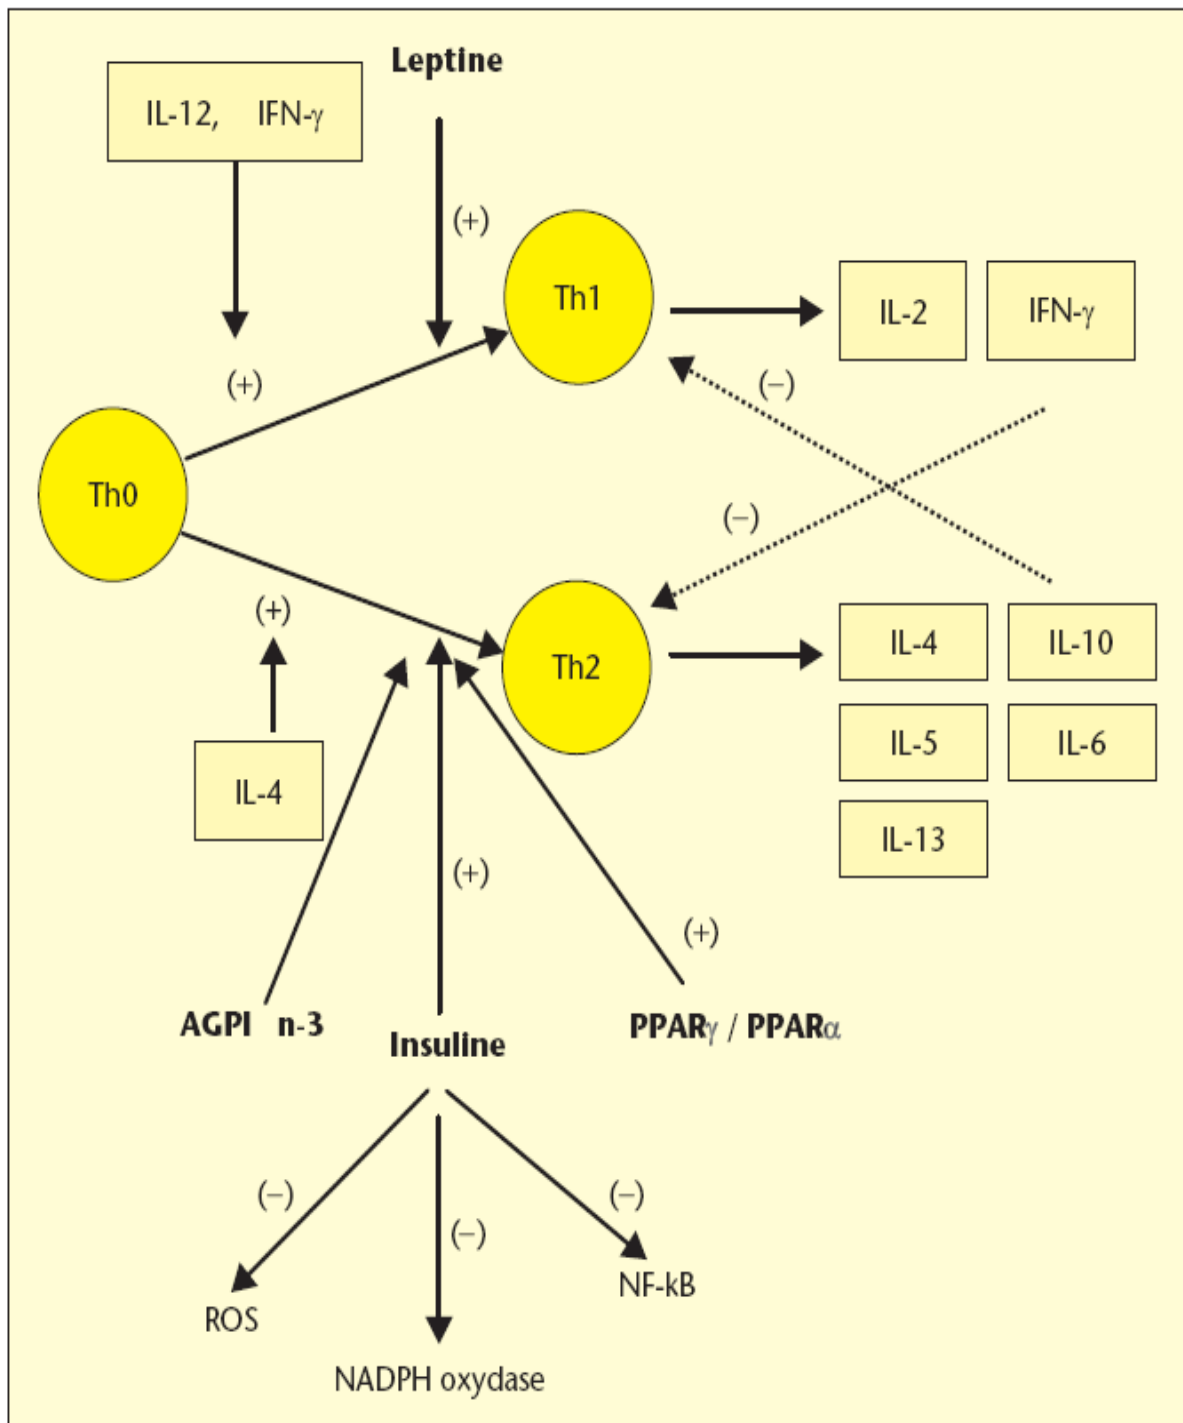 Leptine
IL-12, IFN-γ
(+)
Th1
IL-2
IFN-γ
(+)
(–)
Th0
(–)
(+)
Th2
IL-4
IL-10
IL-5
IL-6
IL-4
IL-13
(+)
(+)
AGPI n-3
Insuline
PPARγ / PPARα
(–)
(–)
(–)
ROS
NF-kB
NADPH oxydase